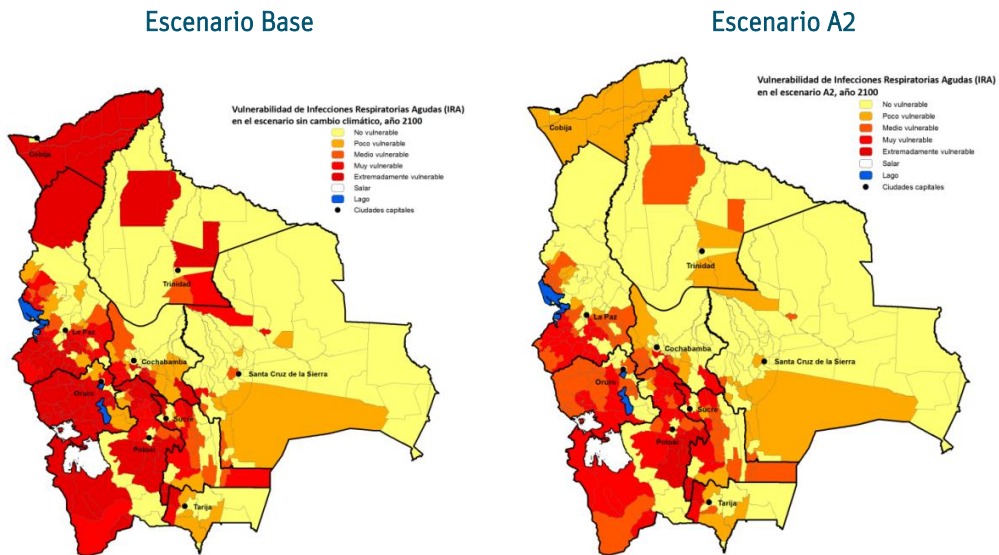 Escenario Base
Escenario A2
Vulnerabilidad de Infecciones Respiratorias Agudas (IRA)
en el escenario sin cambio climático, año 2100
No vulnerable
Poco vulnerable
Medio vulnerable
Muy vulnerable
Extremadamente vulnerable
Salar
Lago
Ciudades capitales
Cobija
Trinidad
La Paz
Cochabamba
Santa Cruz de la Sierra
Oruro
Sucre
Potosi
Tarija
Vulnerabilidad de Infecciones Respiratorias Agudas (IRA)
en el escenario A2, año 2100
No vulnerable
Poco vulnerable
Medio vulnerable
Muy vulnerable
Extremadamente vulnerable
Salar
Lago
Ciudades capitales
Cobija
Trinidad
La Paz
Cochabamba
Santa Cruz de la Sierra
Oruro
Sucre
Potosi
Tarija